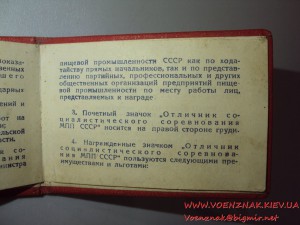 пищевой промышленности СССР как по хода-
тайству прямых начальников, так и по представ-
лению партийных, профессиональных и других
общественных организаций предприятий пище-
вой промышленности по месту работы лиц,
представляемых к награде.
3. Почетный значок „Отличник со-
циалистического соревнования
МПП СССР“ носится на правой стороне груди.
4. Награжденные значком „Отличник
социалистического соревнова-
ния МПП СССР“ пользуются следующими пре-
имуществами и льготами:
WWW.VOENZNAK.KIEV.UA
Voenznak@bigmir.net